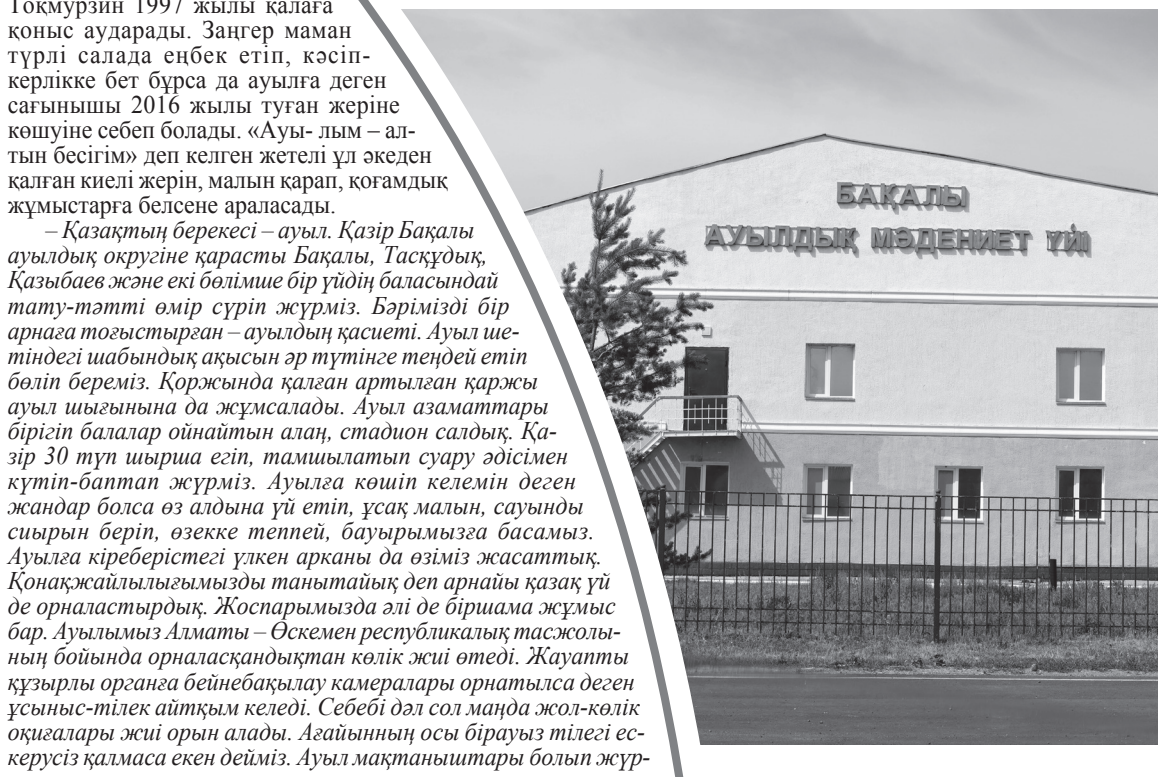 Тоқмурзин 1997 жылы қалаға
қоныс аударады. Заңгер маман
түрлі салада еңбек етіп, кәсіп-
керлікке бет бұрса да ауылға деген
сағынышы 2016 жылы туған жеріне
көшуіне себеп болады. «Ауы- лым – ал-
тын бесігім» деп келген жетелі ұл әкеден
қалған киелі жерін, малын қарап, қоғамдық
жұмыстарға белсене араласады.
– Қазақтың берекесі – ауыл. Қазір Бақалы
ауылдық округіне қарасты Бақалы, Тасқұдық,
Қазыбаев және екі бөлімше бір үйдің баласындай
тату-тәтті өмір сүріп жүрміз. Бәрімізді бір
арнаға тоғыстырған – ауылдың қасиеті. Ауыл ше-
тіндегі шабындық ақысын әр түтінге теңдей етіп
бөліп береміз. Қоржында қалған артылған қаржы
ауыл шығынына да жұмсалады. Ауыл азаматтары
бірігіп балалар ойнайтын алаң, стадион салдық. Қа-
зір 30 түп шырша егіп, тамшылатып суару әдісімен
күтіп-баптап жүрміз. Ауылға көшіп келемін деген
жандар болса өз алдына үй етіп, ұсақ малын, сауынды
сиырын беріп, өзекке теппей, бауырымызға басамыз.
Ауылға кіреберістегі үлкен арканы да өзіміз жасаттық.
Қонақжайлылығымызды танытайық деп арнайы қазақ үй
де орналастырдық. Жоспарымызда әлі де біршама жұмыс
бар. Ауылымыз Алматы – Өскемен республикалық тасжолы-
ның бойында орналасқандықтан көлік жиі өтеді. Жауапты
құзырлы органға бейнебақылау камералары орнатылса деген
ұсыныс-тілек айтқым келеді. Себебі дәл сол маңда жол-көлік
оқиғалары жиі орын алады. Ағайынның осы бірауыз тілегі ес-
керусіз қалмаса екен дейміз. Ауыл мақтаныштары болып жүр-
БАҚАЛЫ
АУЫЛДЫҚ МӘДЕНИЕТ ҮЙІ